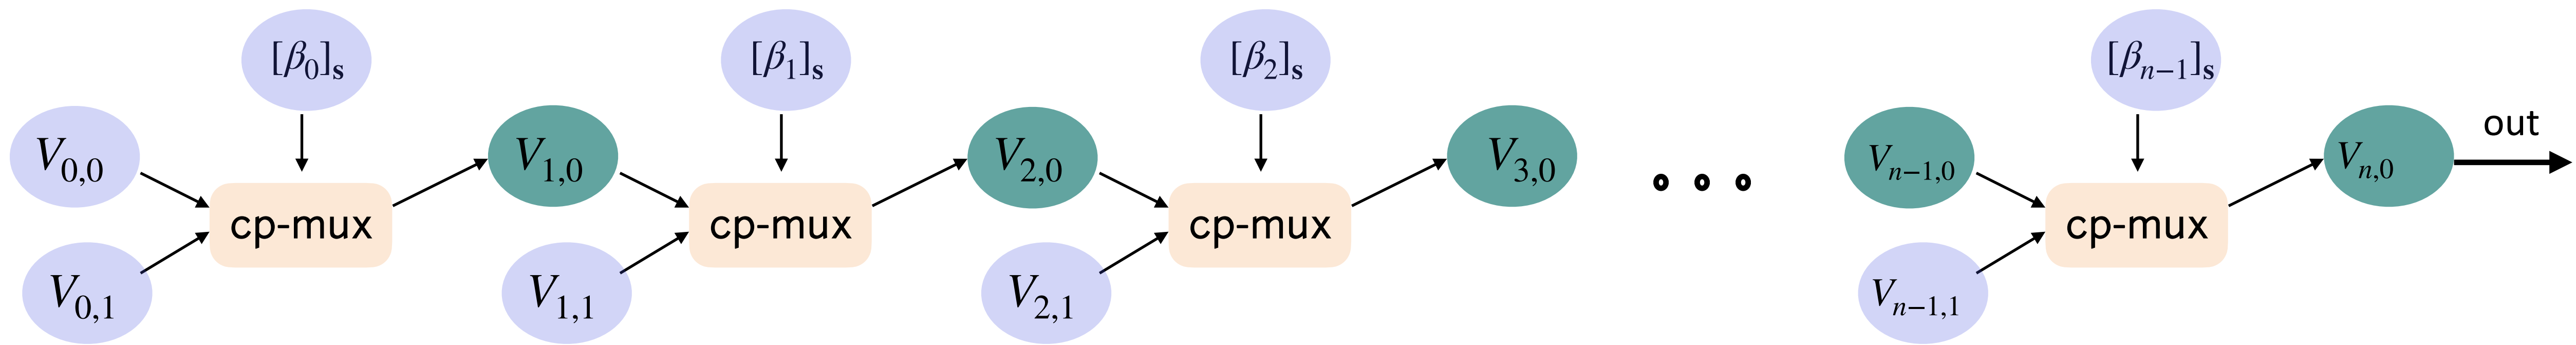 [β₀]ₛ [β₁]ₛ [β₂]ₛ [βₙ₋₁]ₛ
out
V₀,₀ V₁,₀ V₂,₀ V₃,₀ Vₙ₋₁,₀ Vₙ,₀
cp-mux cp-mux cp-mux cp-mux
V₀,₁ V₁,₁ V₂,₁ Vₙ₋₁,₁